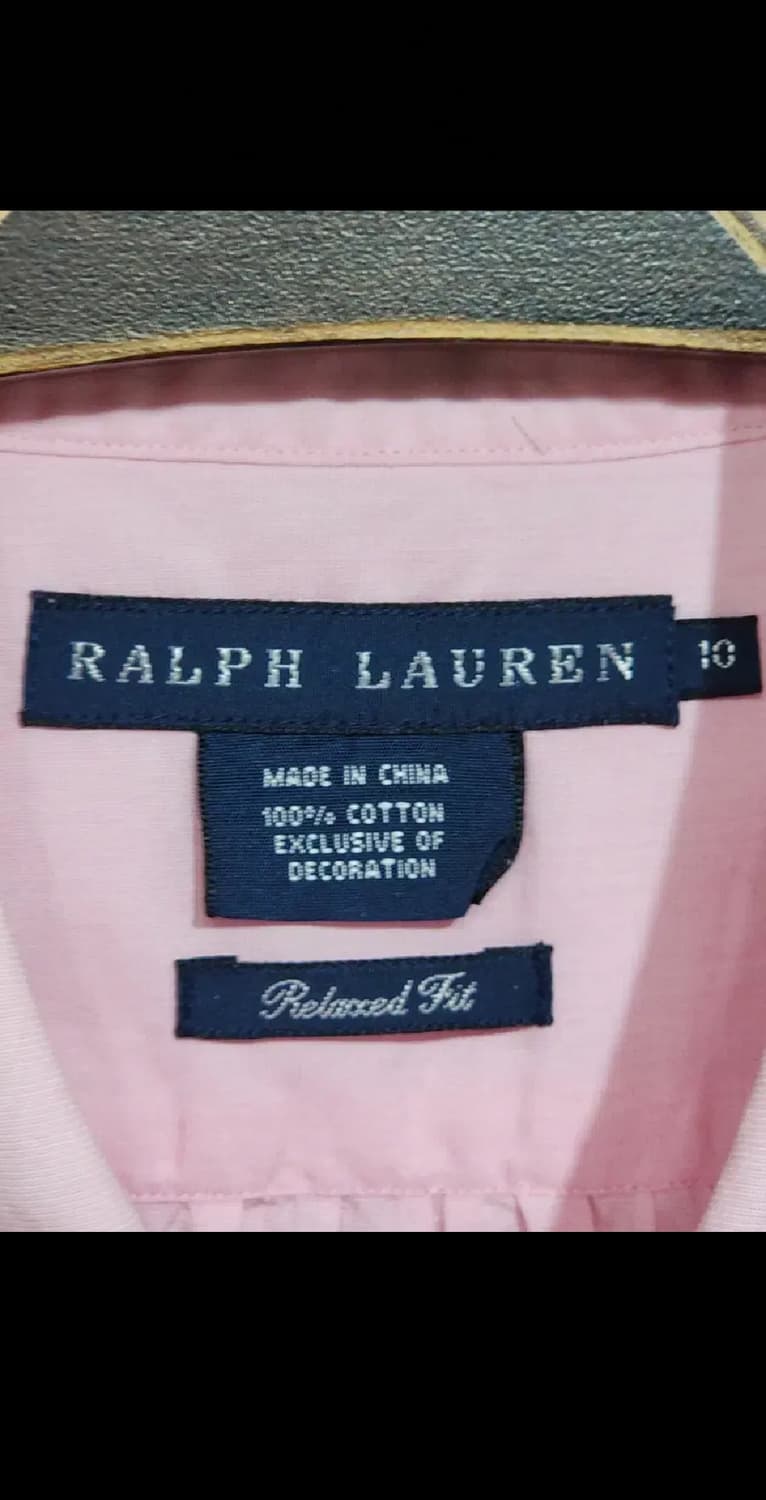 RALPH LAUREN
10
MADE IN CHINA
100% COTTON
EXCLUSIVE OF
DECORATION
Relaxed Fit